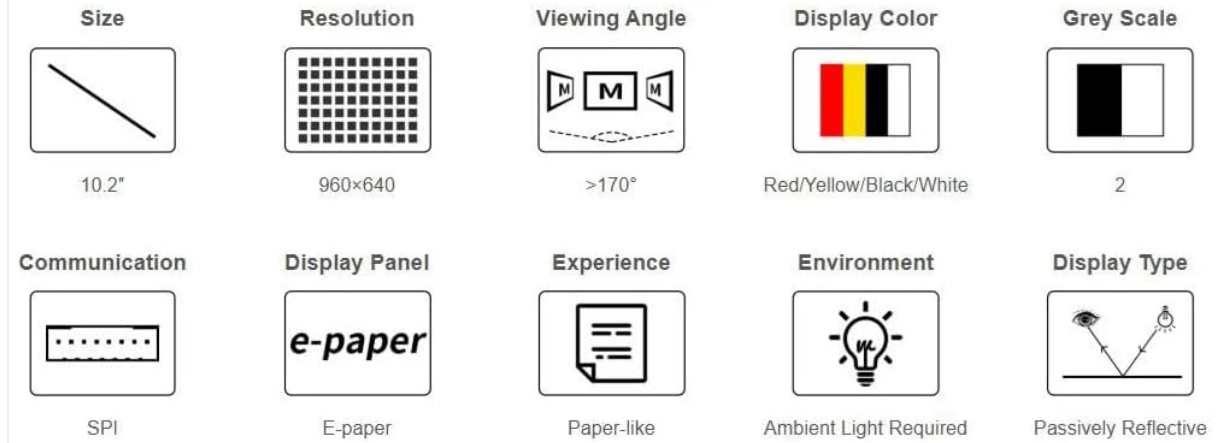 Size
Resolution
Viewing Angle
Display Color
Grey Scale
M M M
10.2"
960×640
>170°
Red/Yellow/Black/White
2
Communication
Display Panel
Experience
Environment
Display Type
e-paper
SPI
E-paper
Paper-like
Ambient Light Required
Passively Reflective